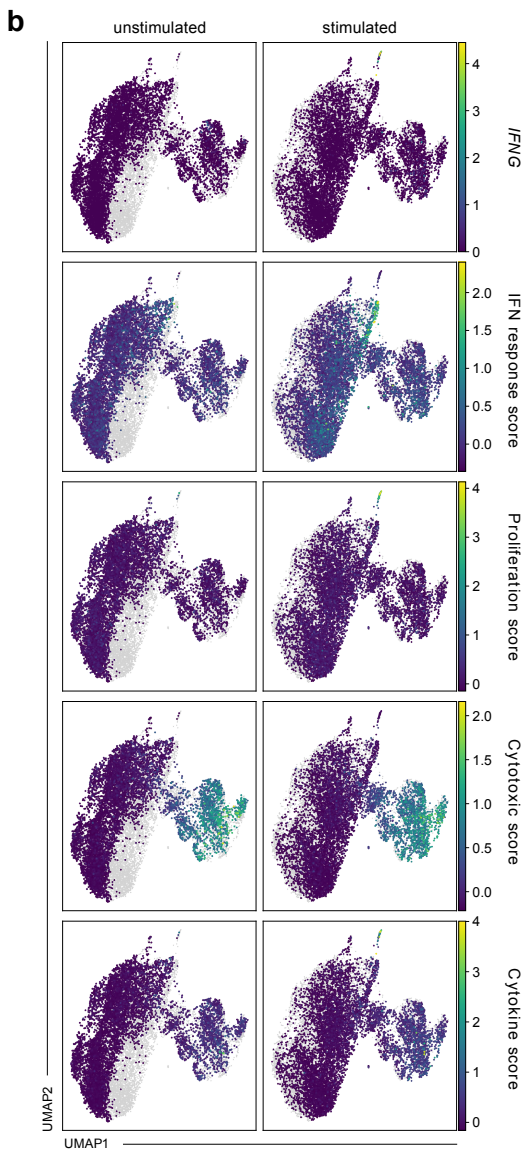 b
unstimulated
stimulated
4
3
2
1
0
IFNG
2.0
1.5
1.0
0.5
0.0
IFN response score
4
3
2
1
0
Proliferation score
2.0
1.5
1.0
0.5
0.0
Cytotoxic score
4
3
2
1
0
Cytokine score
UMAP2
UMAP1